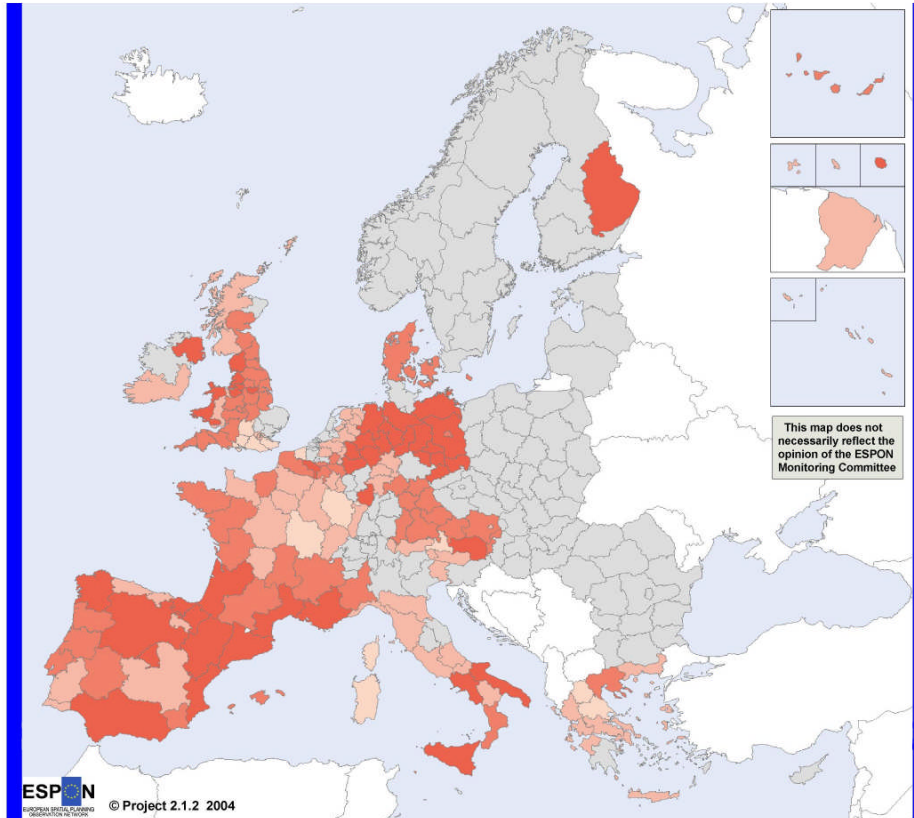 This map does not
necessarily reflect the
opinion of the ESPON
Monitoring Committee
ESPON
EUROPEAN SPATIAL PLANNING
OBSERVATION NETWORK
© Project 2.1.2 2004